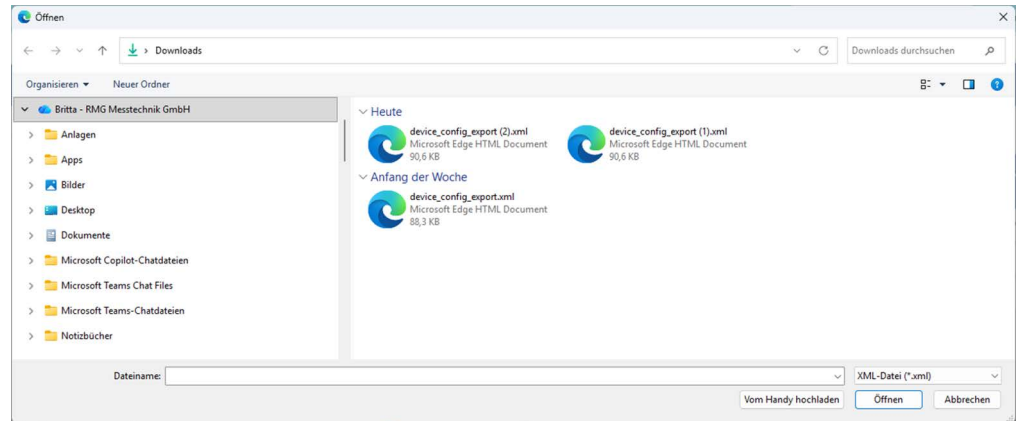 Öffnen
Downloads
Downloads durchsuchen
Organisieren
Neuer Ordner
Britta - RMG Messtechnik GmbH
Anlagen
Apps
Bilder
Desktop
Dokumente
Microsoft Copilot-Chatdateien
Microsoft Teams Chat Files
Microsoft Teams-Chatdateien
Notizbücher
Heute
device_config_export (2).xml
Microsoft Edge HTML Document
90,6 KB
device_config_export (1).xml
Microsoft Edge HTML Document
90,6 KB
Anfang der Woche
device_config_export.xml
Microsoft Edge HTML Document
88,3 KB
Dateiname:
XML-Datei (*.xml)
Vom Handy hochladen
Öffnen
Abbrechen